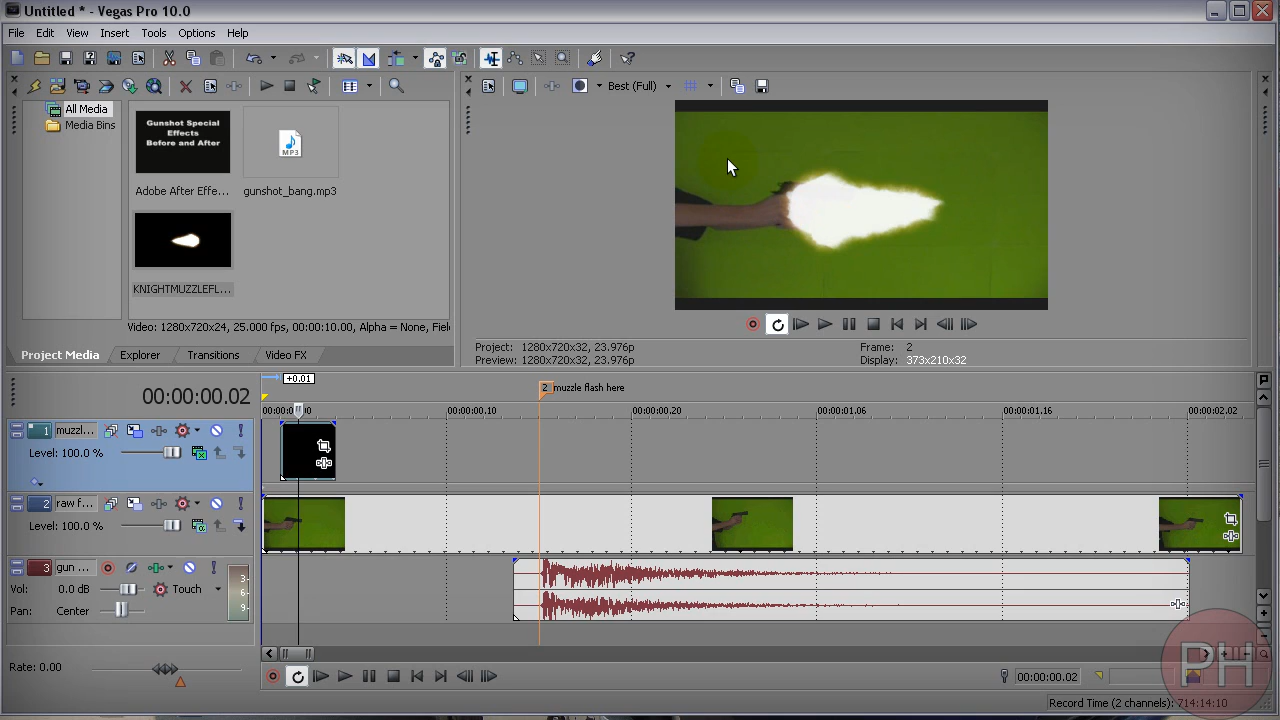 Untitled * - Vegas Pro 10.0
File Edit View Insert Tools Options Help
All Media
Media Bins
Gunshot Special
Effects
Before and After
MP3
Adobe After Effe...
gunshot_bang.mp3
KNIGHTMUZZLEFL...
Video: 1280x720x24, 25.000 fps, 00:00:10.00, Alpha = None, Fiel
Project Media Explorer Transitions Video FX
Best (Full)
Project: 1280x720x32, 23.976p
Preview: 1280x720x32, 23.976p
Frame: 2
Display: 373x210x32
+0.01
2 muzzle flash here
00:00:00.02
00:00:00.10 00:00:00.20 00:00:01.06 00:00:01.16 00:00:02.02
1 muzzl...
Level: 100.0 %
2 raw f...
Level: 100.0 %
3 gun ...
Vol: 0.0 dB Touch
Pan: Center
3
6
9
Rate: 0.00
00:00:00.02
Record Time (2 channels): 714:14:10
PH